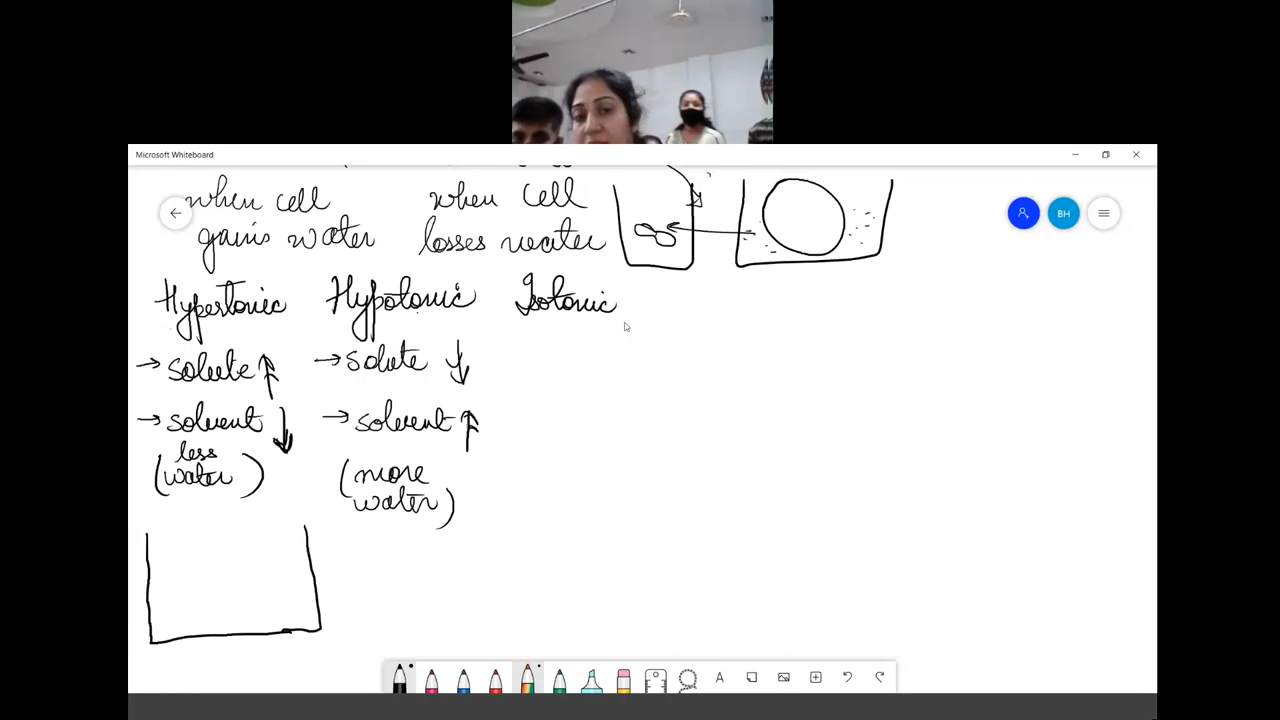 Microsoft Whiteboard
when cell when cell
gains water losses water
BH
Hypertonic Hypotonic Isotonic
→ solute ↑ → solute ↓
→ solvent ↓ → solvent ↑
(less water) (more water)
A